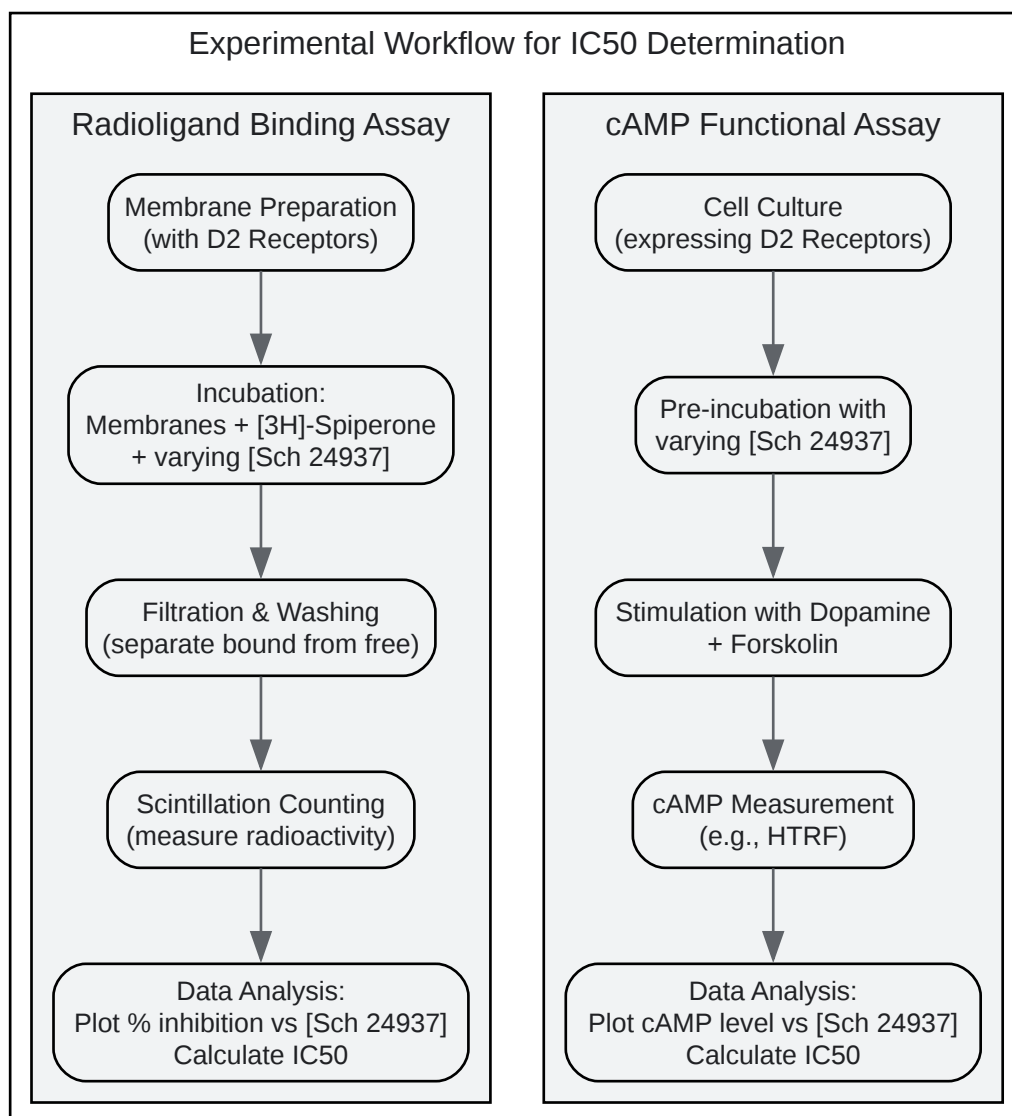 Experimental Workflow for IC50 Determination
Radioligand Binding Assay
Membrane Preparation
(with D2 Receptors)
Incubation:
Membranes + [3H]-Spiperone
+ varying [Sch 24937]
Filtration & Washing
(separate bound from free)
Scintillation Counting
(measure radioactivity)
Data Analysis:
Plot % inhibition vs [Sch 24937]
Calculate IC50
cAMP Functional Assay
Cell Culture
(expressing D2 Receptors)
Pre-incubation with
varying [Sch 24937]
Stimulation with Dopamine
+ Forskolin
cAMP Measurement
(e.g., HTRF)
Data Analysis:
Plot cAMP level vs [Sch 24937]
Calculate IC50